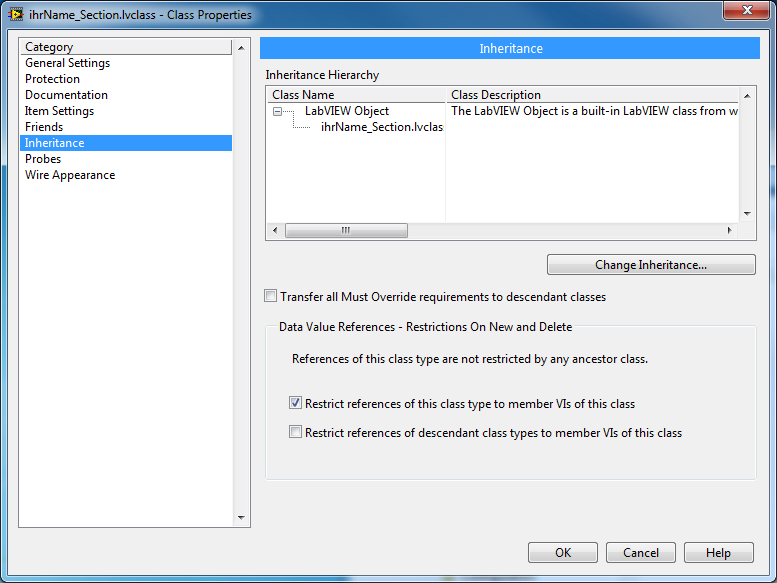 ihrName_Section.lvclass - Class Properties
Category
General Settings
Protection
Documentation
Item Settings
Friends
Inheritance
Probes
Wire Appearance
Inheritance
Inheritance Hierarchy
Class Name Class Description
LabVIEW Object The LabVIEW Object is a built-in LabVIEW class from w
ihrName_Section.lvclas
Change Inheritance...
Transfer all Must Override requirements to descendant classes
Data Value References - Restrictions On New and Delete
References of this class type are not restricted by any ancestor class.
Restrict references of this class type to member VIs of this class
Restrict references of descendant class types to member VIs of this class
OK Cancel Help